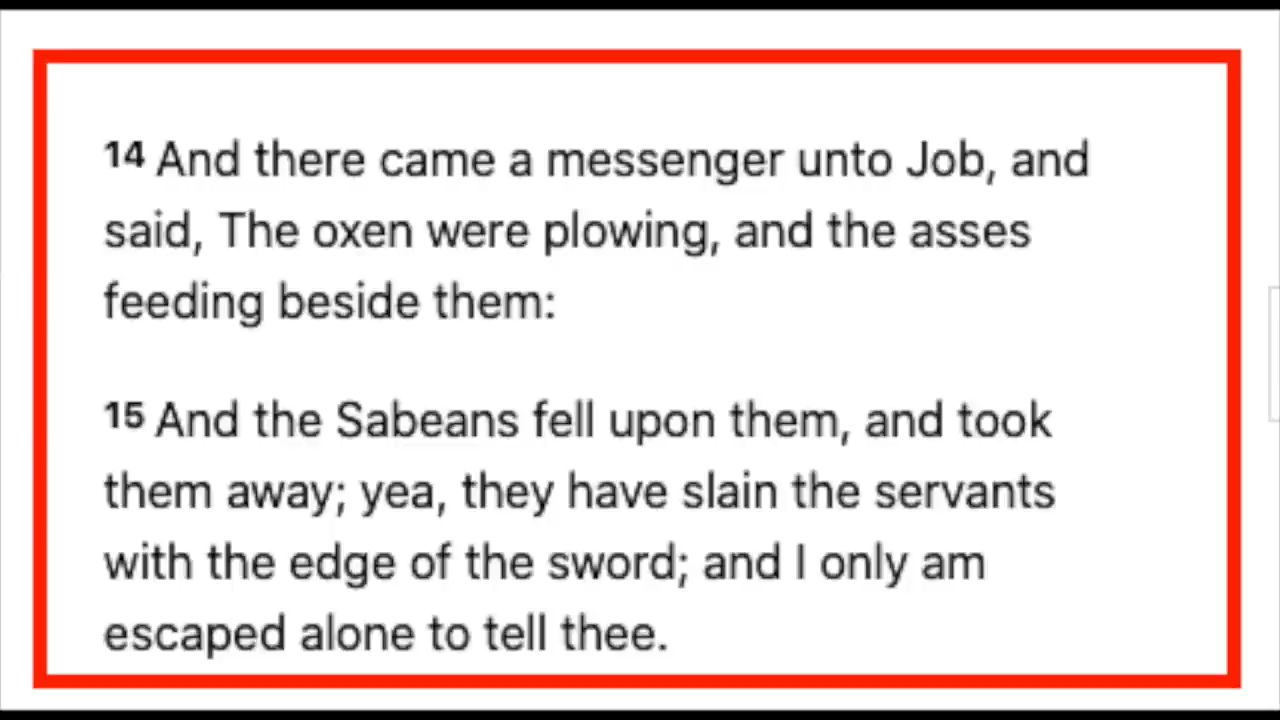 14 And there came a messenger unto Job, and
said, The oxen were plowing, and the asses
feeding beside them:
15 And the Sabeans fell upon them, and took
them away; yea, they have slain the servants
with the edge of the sword; and I only am
escaped alone to tell thee.